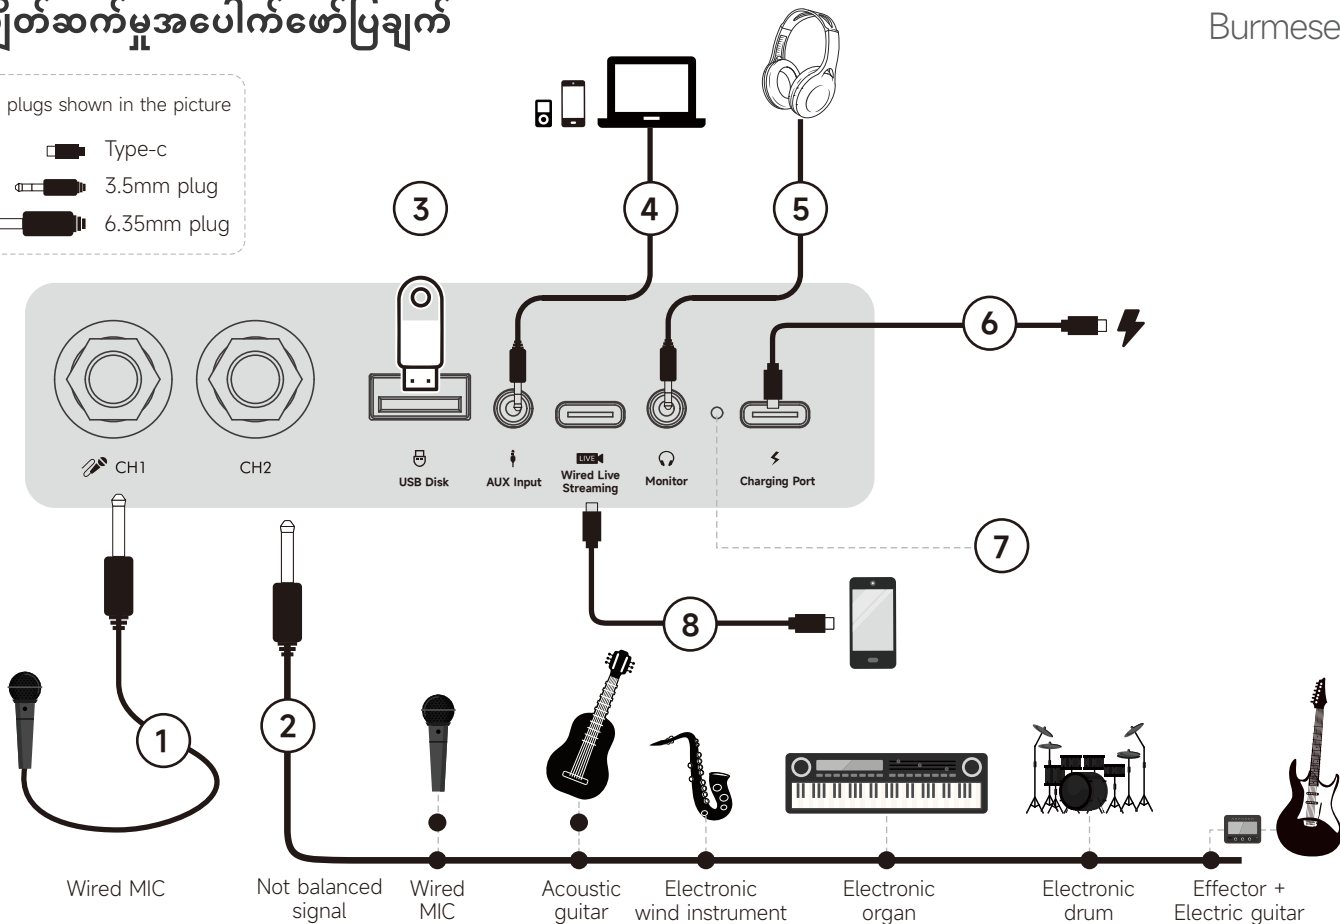 ချိတ်ဆက်မှုအပေါက်ဖော်ပြချက်
Burmese
plugs shown in the picture
Type-c
3.5mm plug
6.35mm plug
3
4
5
6
CH1
CH2
USB Disk
AUX Input
LIVE
Wired Live
Streaming
Monitor
Charging Port
7
8
1
2
Wired MIC
Not balanced
signal
Wired
MIC
Acoustic
guitar
Electronic
wind instrument
Electronic
organ
Electronic
drum
Effector +
Electric guitar